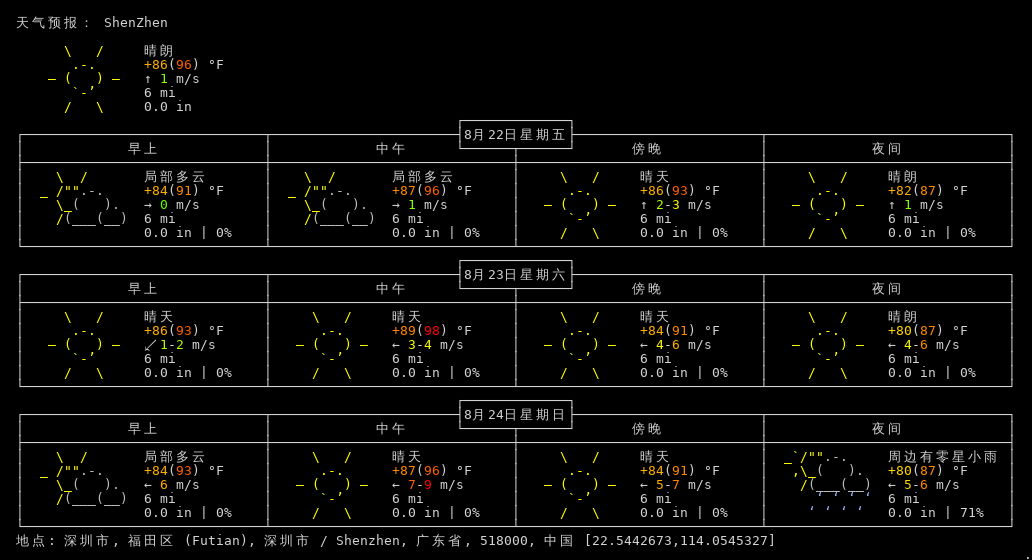 天气预报: ShenZhen
晴朗
+86(96) °F
↑ 1 m/s
6 mi
0.0 in
8月22日星期五
早上 中午 傍晚 夜间
局部多云 局部多云 晴天 晴朗
+84(91) °F +87(96) °F +86(93) °F +82(87) °F
→ 0 m/s → 1 m/s ↑ 2-3 m/s ↑ 1 m/s
6 mi 6 mi 6 mi 6 mi
0.0 in | 0% 0.0 in | 0% 0.0 in | 0% 0.0 in | 0%
8月23日星期六
早上 中午 傍晚 夜间
晴天 晴天 晴天 晴朗
+86(93) °F +89(98) °F +84(91) °F +80(87) °F
↙ 1-2 m/s ← 3-4 m/s ← 4-6 m/s ← 4-6 m/s
6 mi 6 mi 6 mi 6 mi
0.0 in | 0% 0.0 in | 0% 0.0 in | 0% 0.0 in | 0%
8月24日星期日
早上 中午 傍晚 夜间
局部多云 晴天 晴天 周边有零星小雨
+84(93) °F +87(96) °F +84(91) °F +80(87) °F
← 6 m/s ← 7-9 m/s ← 5-7 m/s ← 5-6 m/s
6 mi 6 mi 6 mi 6 mi
0.0 in | 0% 0.0 in | 0% 0.0 in | 0% 0.0 in | 71%
地点: 深圳市, 福田区 (Futian), 深圳市 / Shenzhen, 广东省, 518000, 中国 [22.5442673,114.0545327]